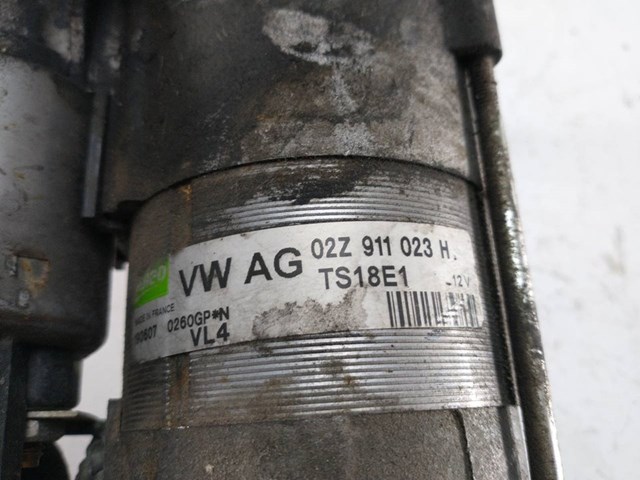 VW AG 02Z 911 023 H
TS18E1 12V
MADE IN FRANCE
0260GP*N
VL4